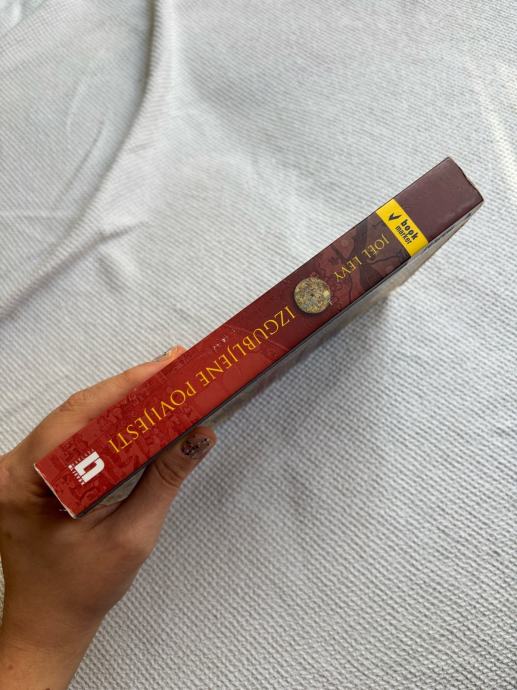 book
marker
JOEL LEVY
IZGUBLJENE POVIJESTI